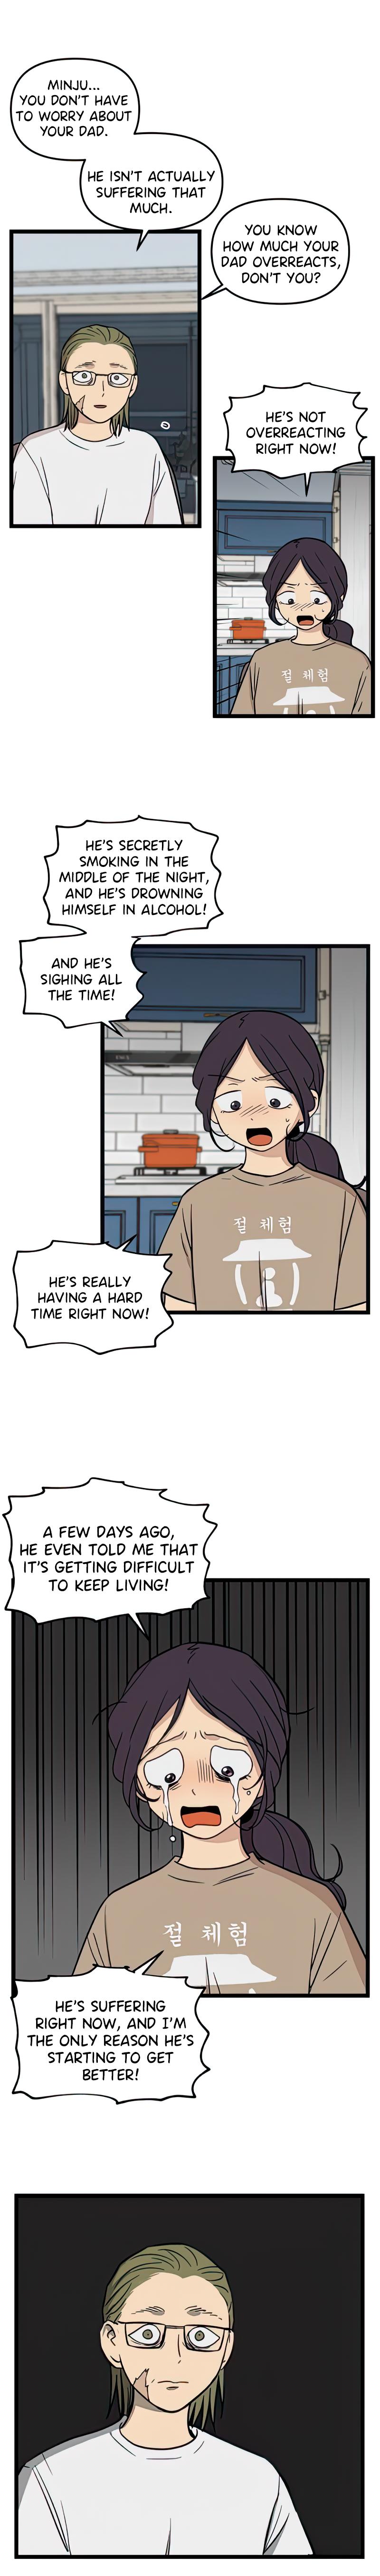 MINJU...
YOU DON'T HAVE
TO WORRY ABOUT
YOUR DAD.
HE ISN'T ACTUALLY
SUFFERING THAT
MUCH.
YOU KNOW
HOW MUCH YOUR
DAD OVERREACTS,
DON'T YOU?
HE'S NOT
OVERREACTING
RIGHT NOW!
절 체험
HE'S SECRETLY
SMOKING IN THE
MIDDLE OF THE NIGHT,
AND HE'S DROWNING
HIMSELF IN ALCOHOL!
AND HE'S
SIGHING ALL
THE TIME!
절 체험
HE'S REALLY
HAVING A HARD
TIME RIGHT NOW!
A FEW DAYS AGO,
HE EVEN TOLD ME THAT
IT'S GETTING DIFFICULT
TO KEEP LIVING!
절 체험
HE'S SUFFERING
RIGHT NOW, AND I'M
THE ONLY REASON HE'S
STARTING TO GET
BETTER!